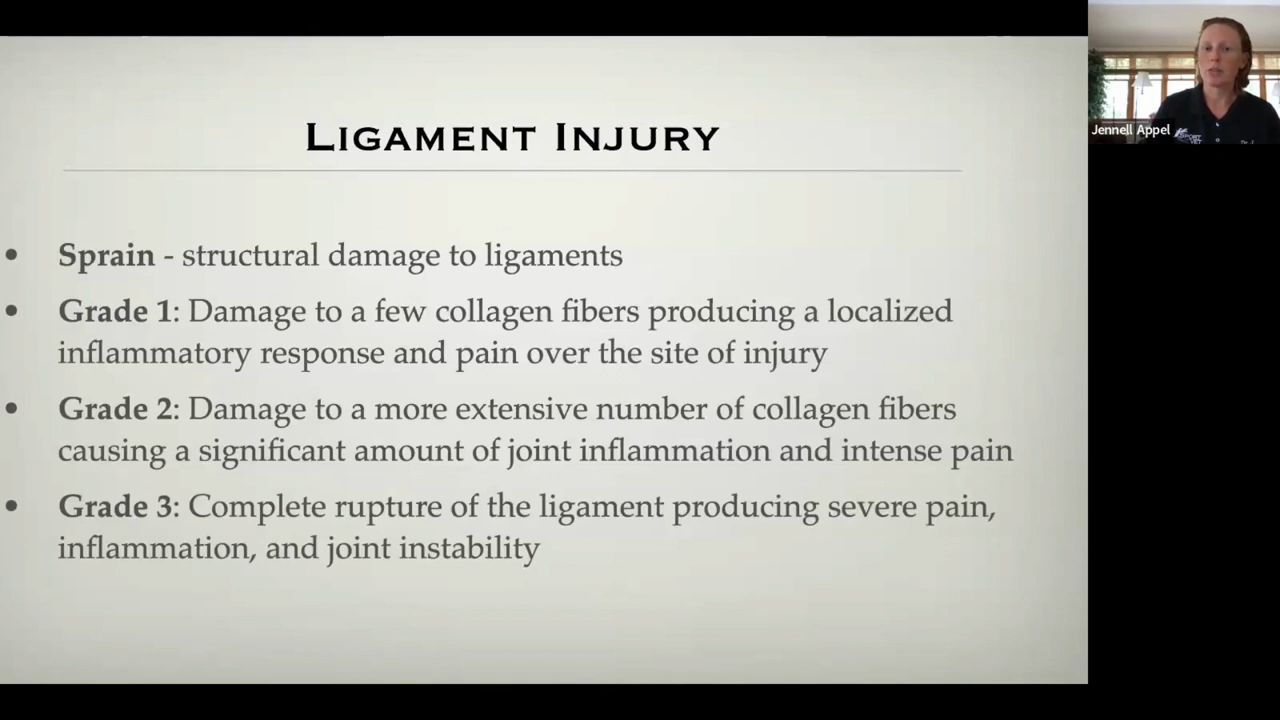 Ligament Injury
• Sprain - structural damage to ligaments
• Grade 1: Damage to a few collagen fibers producing a localized
inflammatory response and pain over the site of injury
• Grade 2: Damage to a more extensive number of collagen fibers
causing a significant amount of joint inflammation and intense pain
• Grade 3: Complete rupture of the ligament producing severe pain,
inflammation, and joint instability
Jennell Appel
SPORT
VET